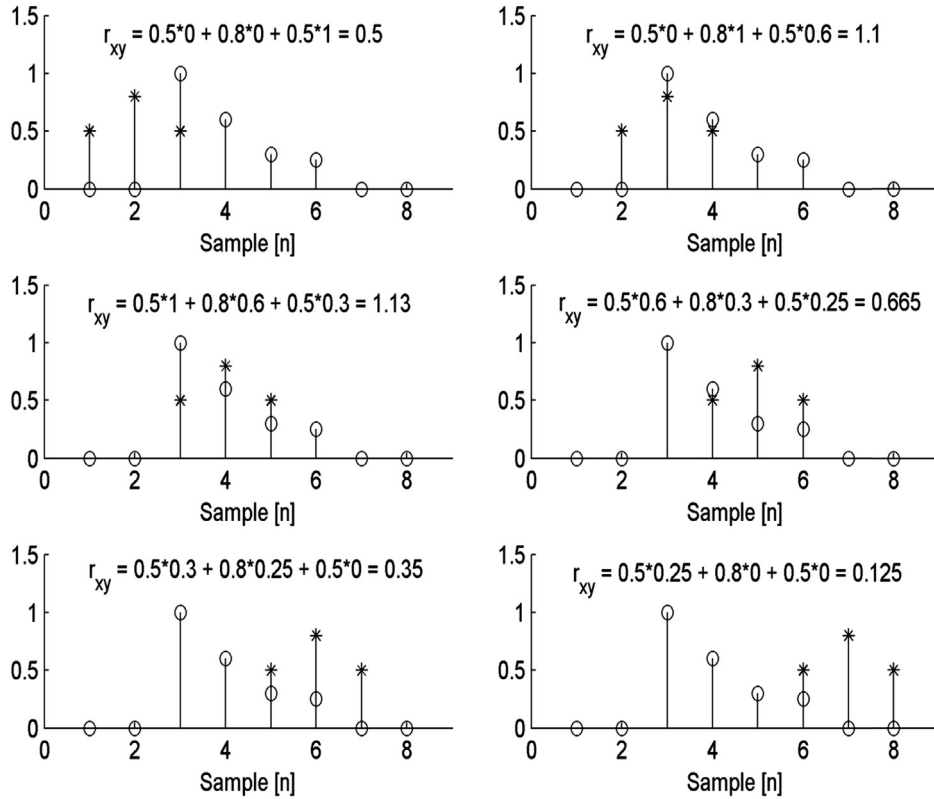 1.5
r_xy = 0.5*0 + 0.8*0 + 0.5*1 = 0.5
1
0.5
0
0 2 4 6 8
Sample [n]
1.5
r_xy = 0.5*0 + 0.8*1 + 0.5*0.6 = 1.1
1
0.5
0
0 2 4 6 8
Sample [n]
1.5
r_xy = 0.5*1 + 0.8*0.6 + 0.5*0.3 = 1.13
1
0.5
0
0 2 4 6 8
Sample [n]
1.5
r_xy = 0.5*0.6 + 0.8*0.3 + 0.5*0.25 = 0.665
1
0.5
0
0 2 4 6 8
Sample [n]
1.5
r_xy = 0.5*0.3 + 0.8*0.25 + 0.5*0 = 0.35
1
0.5
0
0 2 4 6 8
Sample [n]
1.5
r_xy = 0.5*0.25 + 0.8*0 + 0.5*0 = 0.125
1
0.5
0
0 2 4 6 8
Sample [n]